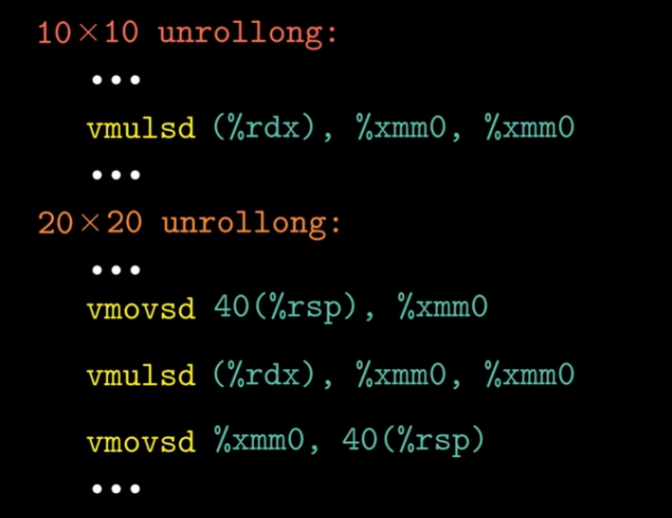 10×10 unrollong:
...
vmulsd (%rdx), %xmm0, %xmm0
...
20×20 unrollong:
...
vmovsd 40(%rsp), %xmm0
vmulsd (%rdx), %xmm0, %xmm0
vmovsd %xmm0, 40(%rsp)
...